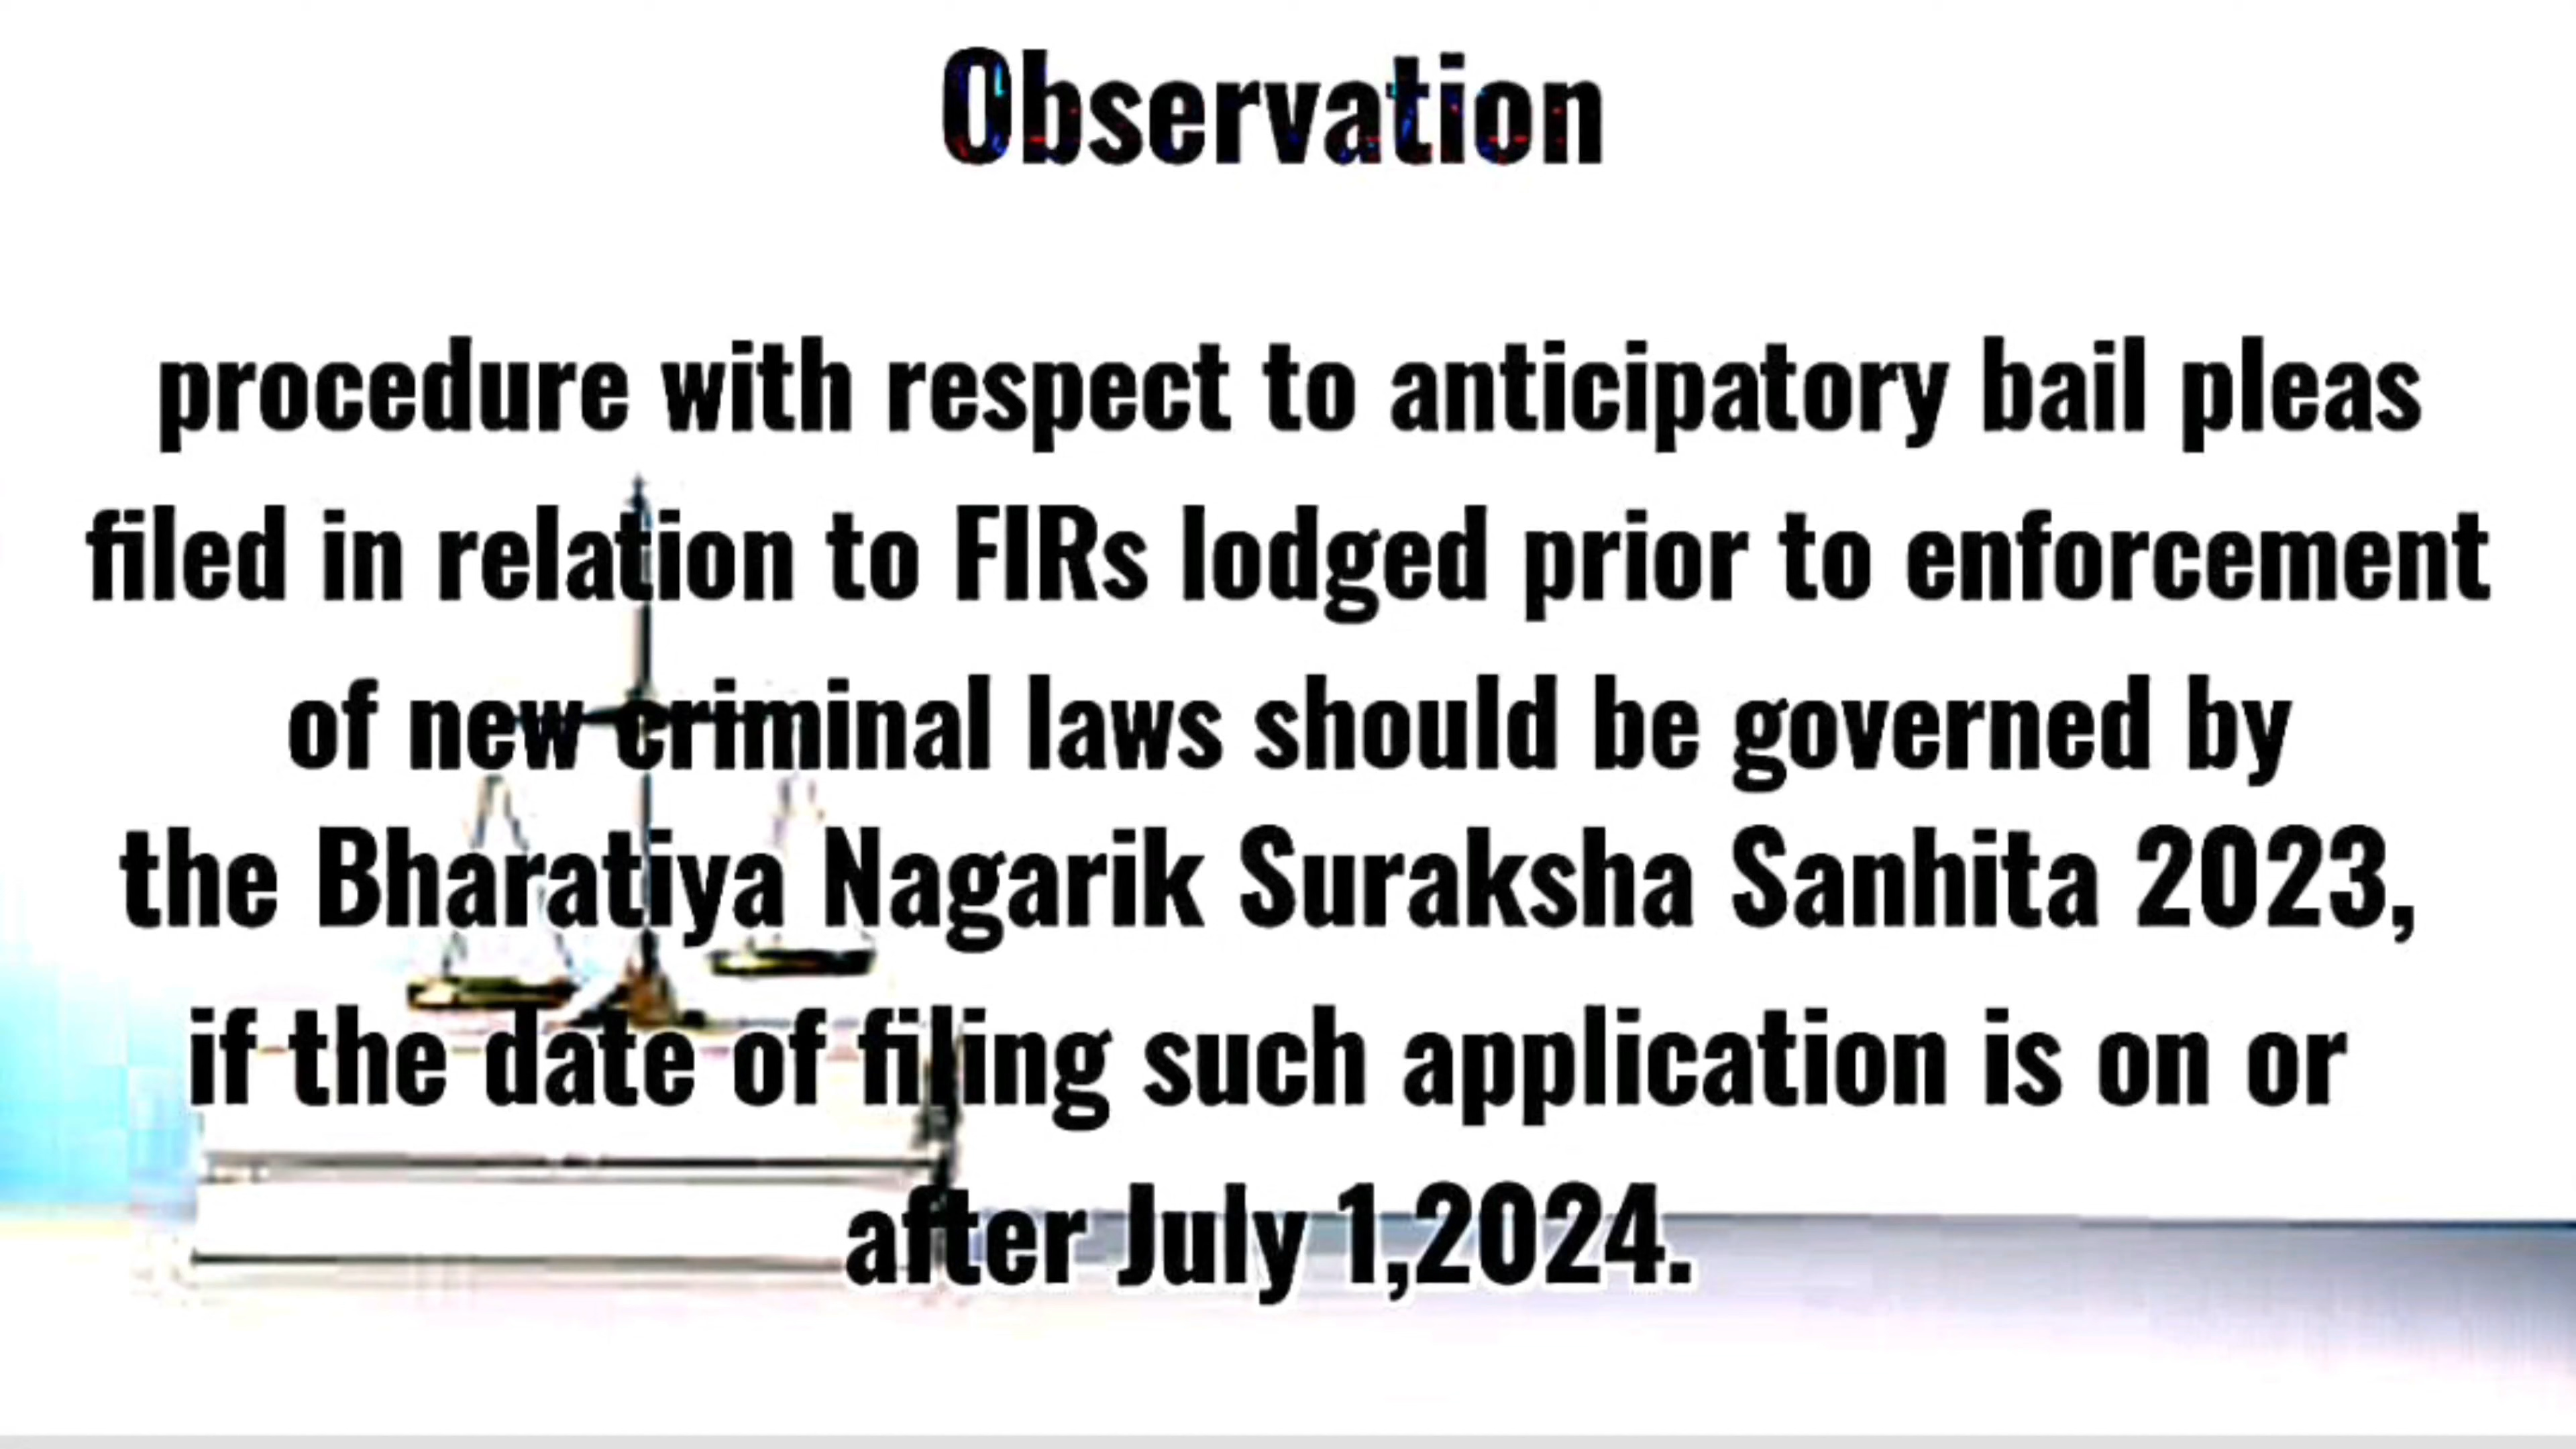 Observation
procedure with respect to anticipatory bail pleas
filed in relation to FIRs lodged prior to enforcement
of new criminal laws should be governed by
the Bharatiya Nagarik Suraksha Sanhita 2023,
if the date of filing such application is on or
after July 1,2024.